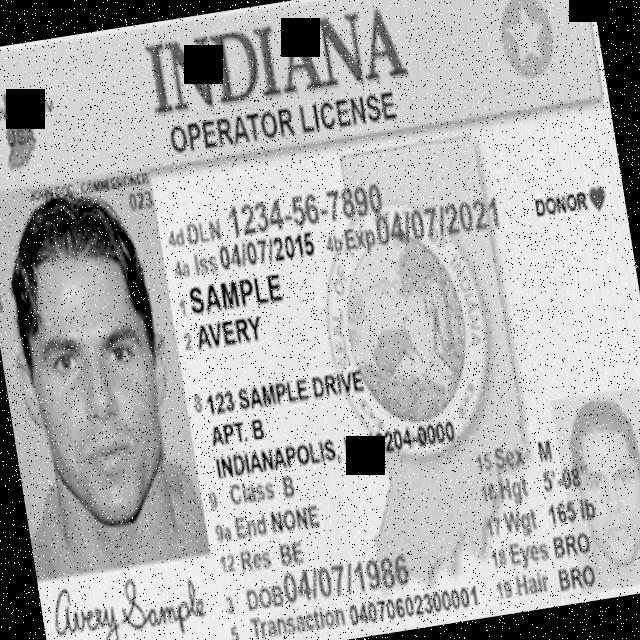 INDIANA
OPERATOR LICENSE
023
4d DLN 1234-56-7890
4a Iss 04/07/2015 4b Exp 04/07/2021
DONOR
1 SAMPLE
2 AVERY
8 123 SAMPLE DRIVE
APT. B
INDIANAPOLIS, 204-0000
9 Class B
9a End NONE
12 Res BE
15 Sex M
16 Hgt 5'-08"
17 Wgt 165 lb
18 Eyes BRO
19 Hair BRO
3 DOB 04/07/1986
5 Transaction 04070602300001
Avery Sample